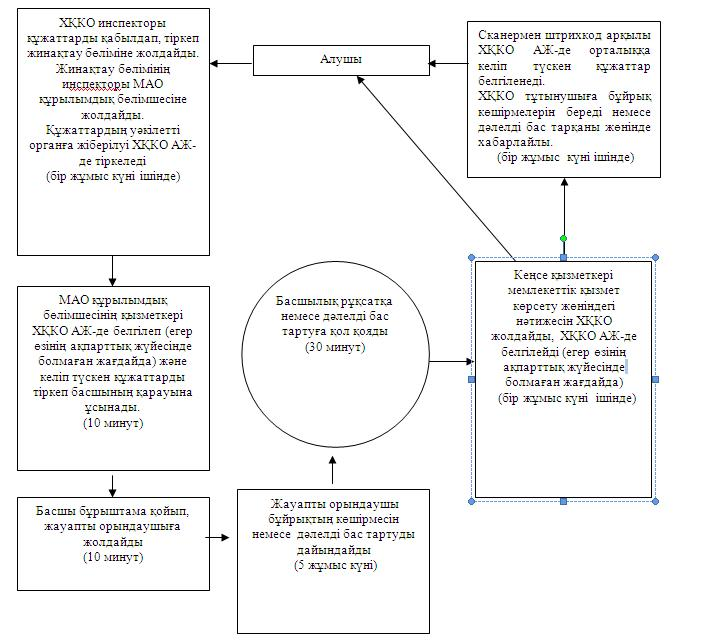 ХҚКО инспекторы
құжаттарды қабылдап, тіркеп
жинақтау бөліміне жолдайды.
Жинақтау бөлімінің
инспекторы МАО
құрылымдық бөлімшесіне
жолдайды.
Құжаттардың уәкілетті
органға жіберілуі ХҚКО АЖ-
де тіркеледі
(бір жұмыс күні ішінде)
Алушы
Сканермен штрихкод арқылы
ХҚКО АЖ-де орталыққа
келіп түскен құжаттар
белгіленеді.
ХҚКО тұтынушыға бұйрық
көшірмелерін береді немесе
дәлелді бас тарқаны жөнінде
хабарлайлы.
(бір жұмыс күні ішінде)
МАО құрылымдық
бөлімшесінің қызметкері
ХҚКО АЖ-де белгілеп (егер
өзінің ақпарттық жүйесінде
болмаған жағдайда) және
келіп түскен құжаттарды
тіркеп басшының қарауына
ұсынады.
(10 минут)
Басшылық рұқсатқа
немесе дәлелді бас
тартуға қол қояды
(30 минут)
Кеңсе қызметкері
мемлекеттік қызмет
көрсету жөніндегі
нәтижесін ХҚКО
жолдайды, ХҚКО АЖ-де
белгілейді (егер өзінің
ақпарттық жүйесінде
болмаған жағдайда)
(бір жұмыс күні ішінде)
Басшы бұрыштама қойып,
жауапты орындаушыға
жолдайды
(10 минут)
Жауапты орындаушы
бұйрықтың көшірмесін
немесе дәлелді бас тартуды
дайындайды
(5 жұмыс күні)